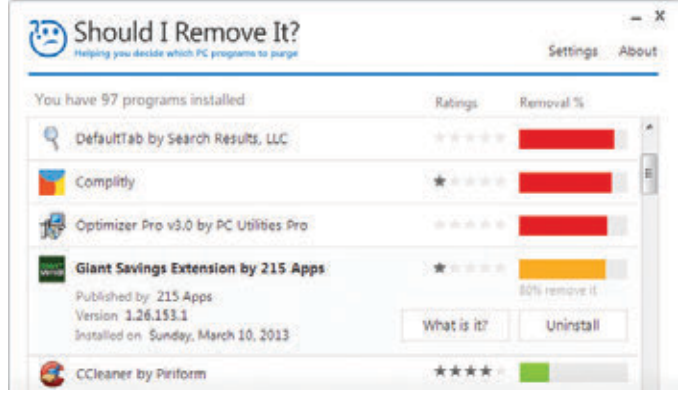 Should I Remove It?
Helping you decide which PC programs to purge
Settings About
You have 97 programs installed Ratings Removal %
DefaultTab by Search Results, LLC
Complitly
Optimizer Pro v3.0 by PC Utilities Pro
Giant Savings Extension by 215 Apps
80% remove it
Published by 215 Apps
Version 1.26.153.1
What is it? Uninstall
Installed on Sunday, March 10, 2013
CCleaner by Piriform